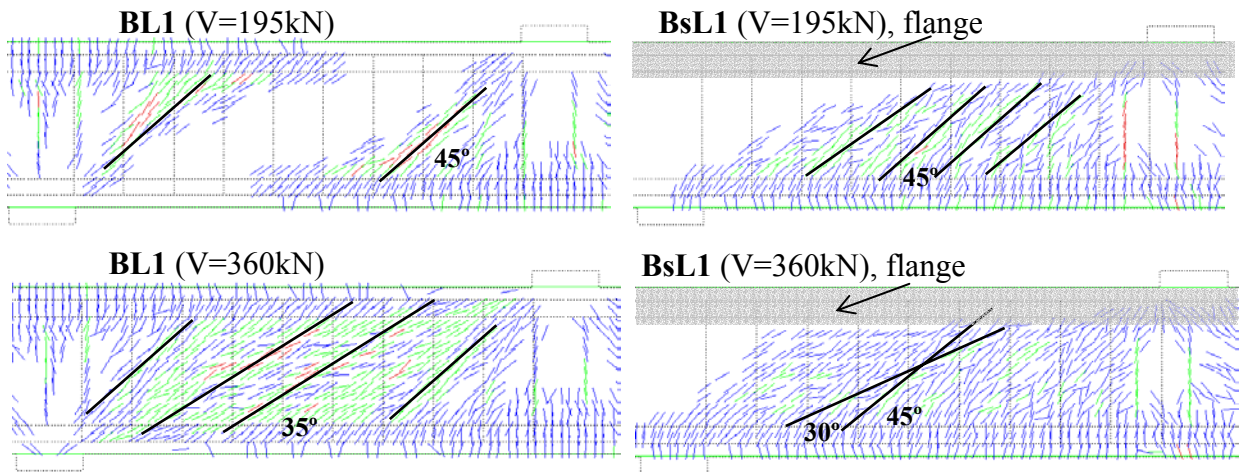 BL1 (V=195kN)
45º
BsL1 (V=195kN), flange
45º
BL1 (V=360kN)
35º
BsL1 (V=360kN), flange
30º
45º